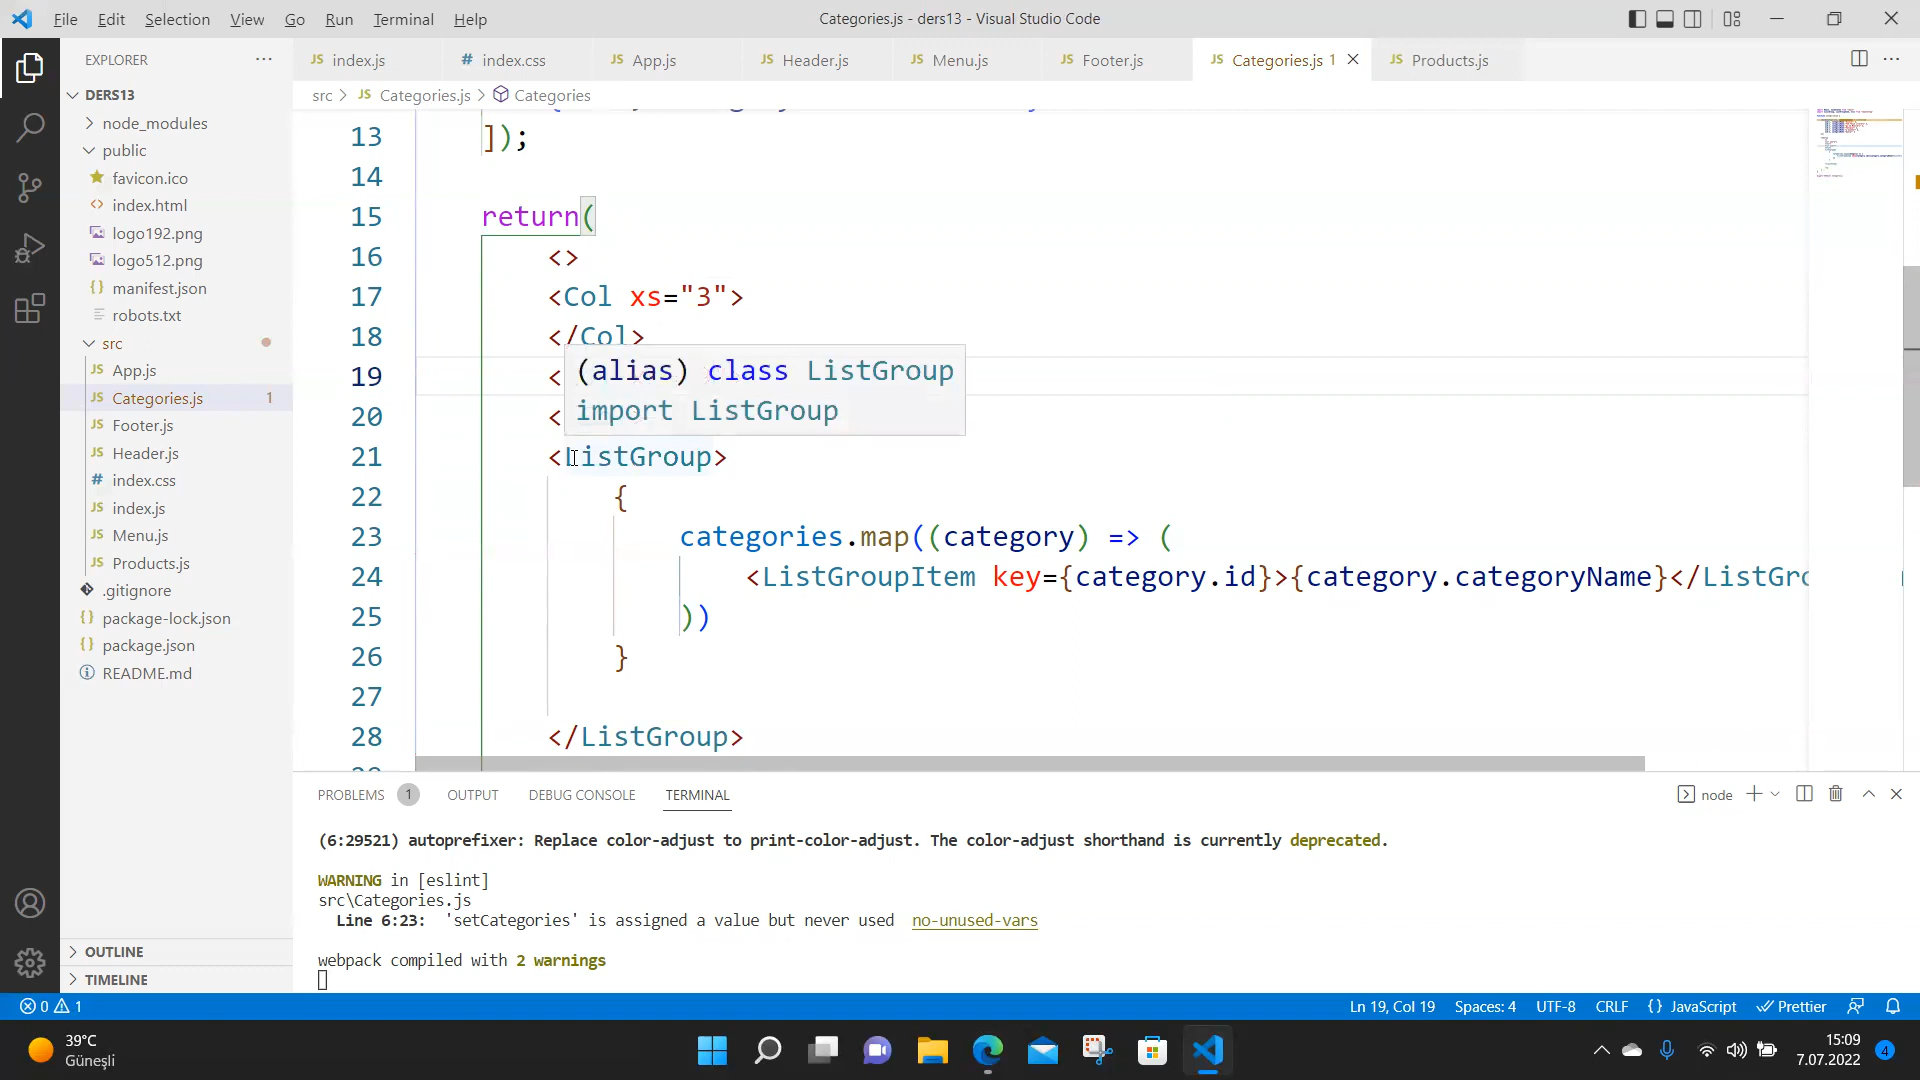 File Edit Selection View Go Run Terminal Help
Categories.js - ders13 - Visual Studio Code
EXPLORER
DERS13
node_modules
public
favicon.ico
index.html
logo192.png
logo512.png
manifest.json
robots.txt
src
App.js
Categories.js 1
Footer.js
Header.js
index.css
index.js
Menu.js
Products.js
.gitignore
package-lock.json
package.json
README.md
OUTLINE
TIMELINE
JS index.js # index.css JS App.js JS Header.js JS Menu.js JS Footer.js JS Categories.js 1 JS Products.js
src > JS Categories.js > Categories
13 ]);
14
15 return(
16 <>
17 <Col xs="3">
18 </Col>
19 <
20 <
(alias) class ListGroup
import ListGroup
21 <ListGroup>
22 {
23 categories.map((category) => (
24 <ListGroupItem key={category.id}>{category.categoryName}</ListGro
25 ))
26 }
27
28 </ListGroup>
PROBLEMS 1 OUTPUT DEBUG CONSOLE TERMINAL
node
(6:29521) autoprefixer: Replace color-adjust to print-color-adjust. The color-adjust shorthand is currently deprecated.
WARNING in [eslint]
src\Categories.js
Line 6:23: 'setCategories' is assigned a value but never used no-unused-vars
webpack compiled with 2 warnings
0 1
Ln 19, Col 19 Spaces: 4 UTF-8 CRLF {} JavaScript Prettier
39°C
Güneşli
15:09
7.07.2022
4